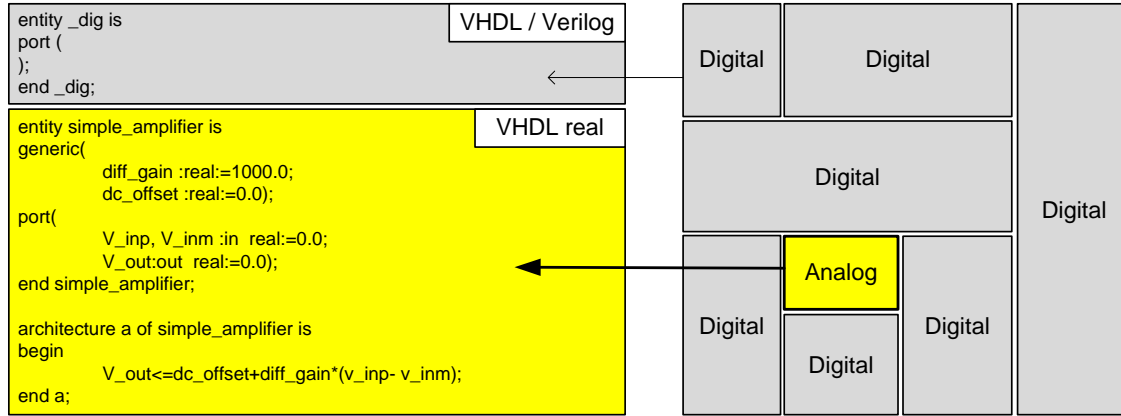 entity _dig is
port (
);
end _dig;
VHDL / Verilog
entity simple_amplifier is
generic(
diff_gain :real:=1000.0;
dc_offset :real:=0.0);
port(
V_inp, V_inm :in  real:=0.0;
V_out:out  real:=0.0);
end simple_amplifier;
architecture a of simple_amplifier is
begin
V_out<=dc_offset+diff_gain*(v_inp- v_inm);
end a;
VHDL real
Digital
Digital
Digital
Digital
Analog
Digital
Digital
Digital